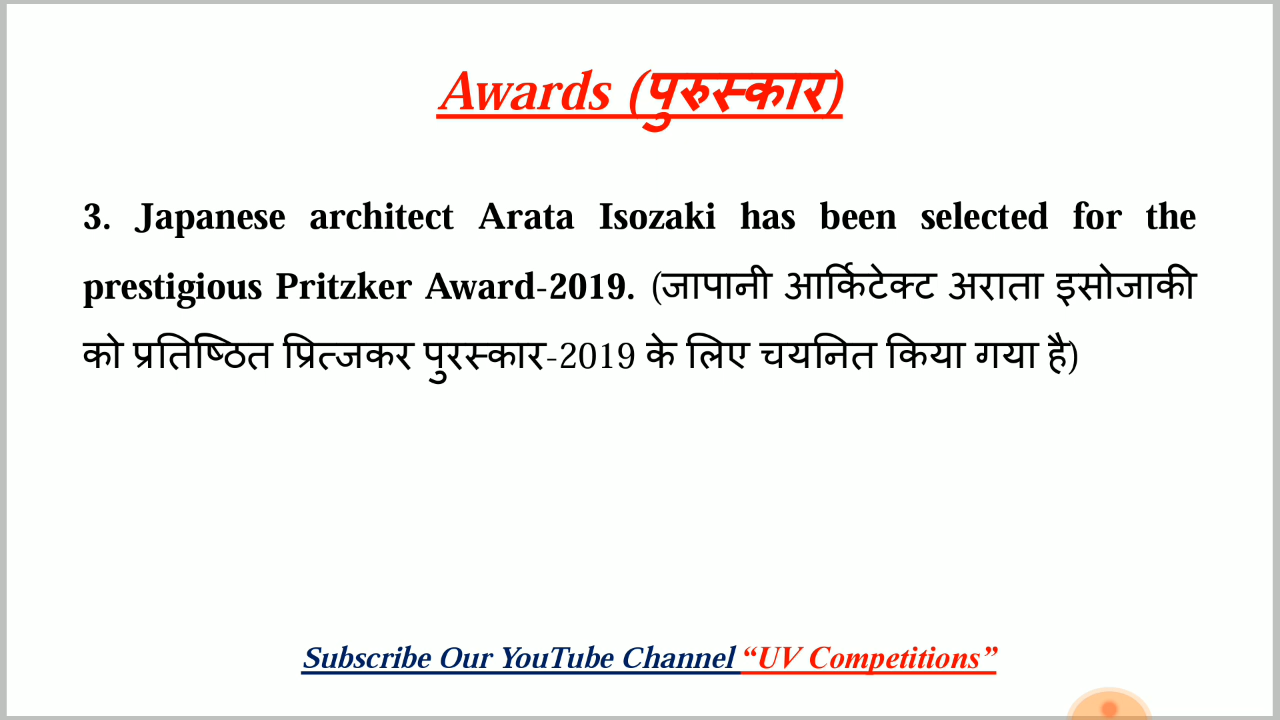 Awards (पुरुस्कार)
3. Japanese architect Arata Isozaki has been selected for the
prestigious Pritzker Award-2019. (जापानी आर्किटेक्ट अराता इसोजाकी
को प्रतिष्ठित प्रित्जकर पुरस्कार-2019 के लिए चयनित किया गया है)
Subscribe Our YouTube Channel “UV Competitions”